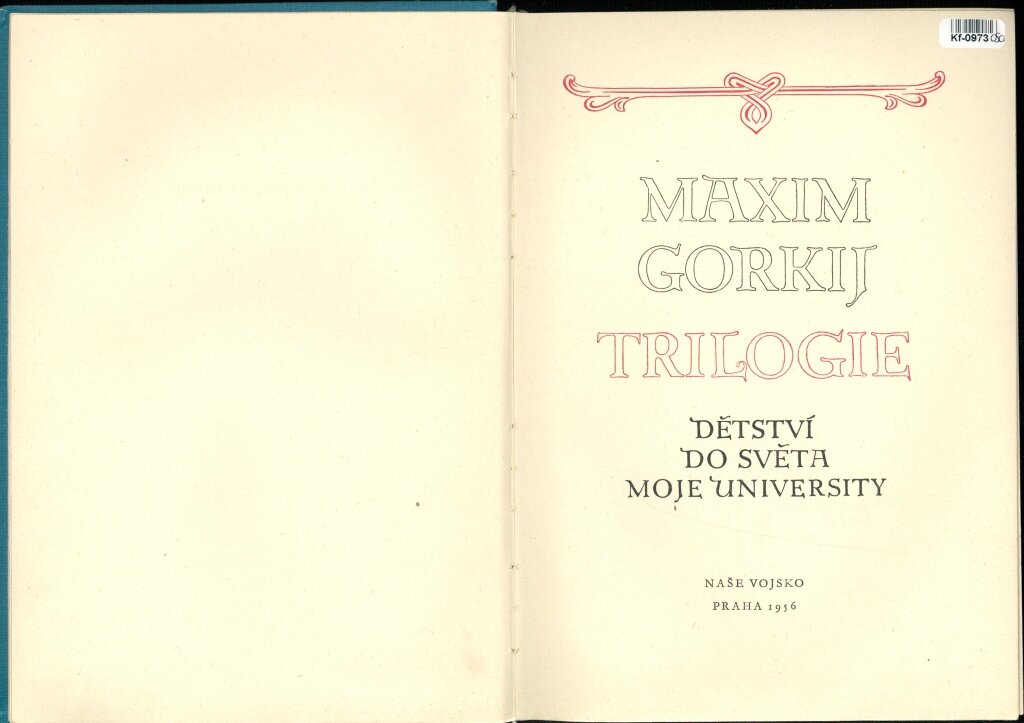 Kf-0973
MAXIM
GORKIJ
TRILOGIE
DĚTSTVÍ
DO SVĚTA
MOJE UNIVERSITY
NAŠE VOJSKO
PRAHA 1956